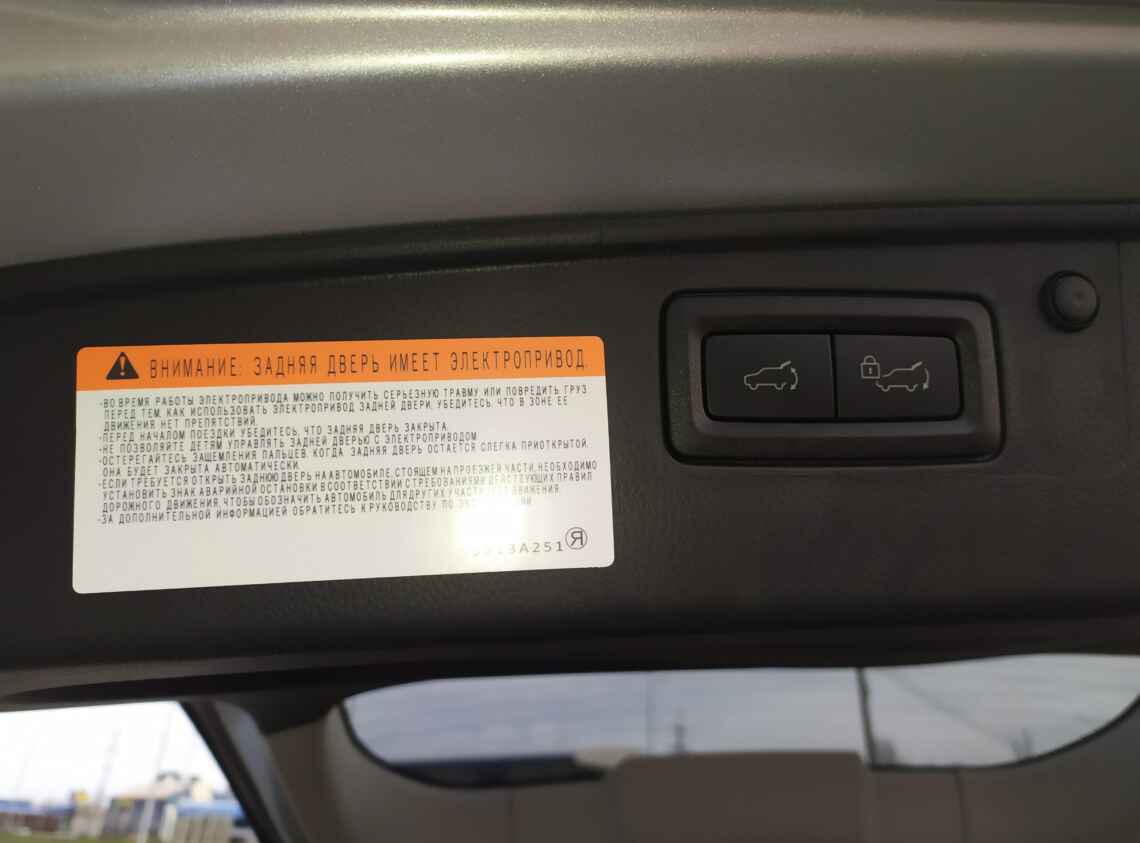 ВНИМАНИЕ: ЗАДНЯЯ ДВЕРЬ ИМЕЕТ ЭЛЕКТРОПРИВОД.
-ВО ВРЕМЯ РАБОТЫ ЭЛЕКТРОПРИВОДА МОЖНО ПОЛУЧИТЬ СЕРЬЕЗНУЮ ТРАВМУ ИЛИ ПОВРЕДИТЬ ГРУЗ
ПЕРЕД ТЕМ, КАК ИСПОЛЬЗОВАТЬ ЭЛЕКТРОПРИВОД ЗАДНЕЙ ДВЕРИ, УБЕДИТЕСЬ, ЧТО В ЗОНЕ ЕЕ
ДВИЖЕНИЯ НЕТ ПРЕПЯТСТВИЙ.
-ПЕРЕД НАЧАЛОМ ПОЕЗДКИ УБЕДИТЕСЬ, ЧТО ЗАДНЯЯ ДВЕРЬ ЗАКРЫТА.
-НЕ ПОЗВОЛЯЙТЕ ДЕТЯМ УПРАВЛЯТЬ ЗАДНЕЙ ДВЕРЬЮ С ЭЛЕКТРОПРИВОДОМ
-ОСТЕРЕГАЙТЕСЬ ЗАЩЕМЛЕНИЯ ПАЛЬЦЕВ, КОГДА ЗАДНЯЯ ДВЕРЬ ОСТАЕТСЯ СЛЕГКА ПРИОТКРЫТОЙ,
ОНА БУДЕТ ЗАКРЫТА АВТОМАТИЧЕСКИ.
-ЕСЛИ ТРЕБУЕТСЯ ОТКРЫТЬ ЗАДНЮЮ ДВЕРЬ НА АВТОМОБИЛЕ, СТОЯЩЕМ НА ПРОЕЗЖЕЙ ЧАСТИ, НЕОБХОДИМО
УСТАНОВИТЬ ЗНАК АВАРИЙНОЙ ОСТАНОВКИ В СООТВЕТСТВИИ С ТРЕБОВАНИЯМИ ДЕЙСТВУЮЩИХ ПРАВИЛ
ДОРОЖНОГО ДВИЖЕНИЯ, ЧТОБЫ ОБОЗНАЧИТЬ АВТОМОБИЛЬ ДЛЯ ДРУГИХ ДВИЖЕНИЯ.
-ЗА ДОПОЛНИТЕЛЬНОЙ ИНФОРМАЦИЕЙ ОБРАТИТЕСЬ К РУКОВОДСТВУ ПО
Я